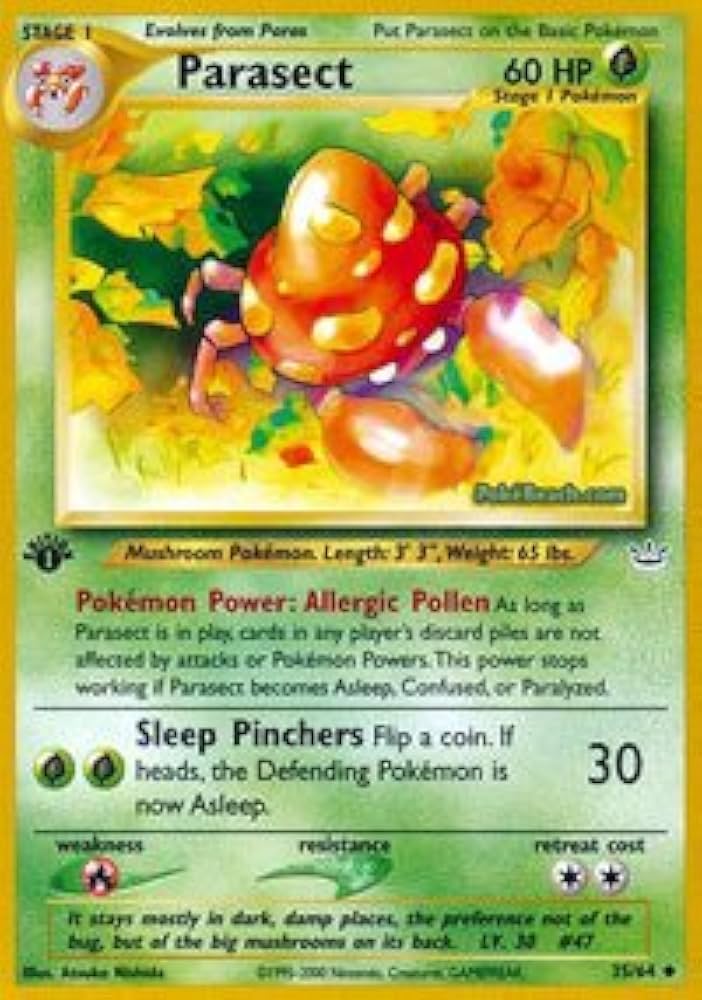 STAGE 1 Evolves from Paras Put Parasect on the Basic Pokémon
Parasect 60 HP
Stage 1 Pokémon
PokéBeach.com
1
Mushroom Pokémon. Length: 3' 3", Weight: 65 lbs.
Pokémon Power: Allergic Pollen As long as
Parasect is in play, cards in any player's discard piles are not
affected by attacks or Pokémon Powers. This power stops
working if Parasect becomes Asleep, Confused, or Paralyzed.
Sleep Pinchers Flip a coin. If
heads, the Defending Pokémon is
now Asleep.
30
weakness resistance retreat cost
It stays mostly in dark, damp places, the preference not of the
bug, but of the big mushrooms on its back. LV. 30 #47
Illus. Atsuko Nishida ©1995-2000 Nintendo, Creatures, GAMEFREAK. 35/64